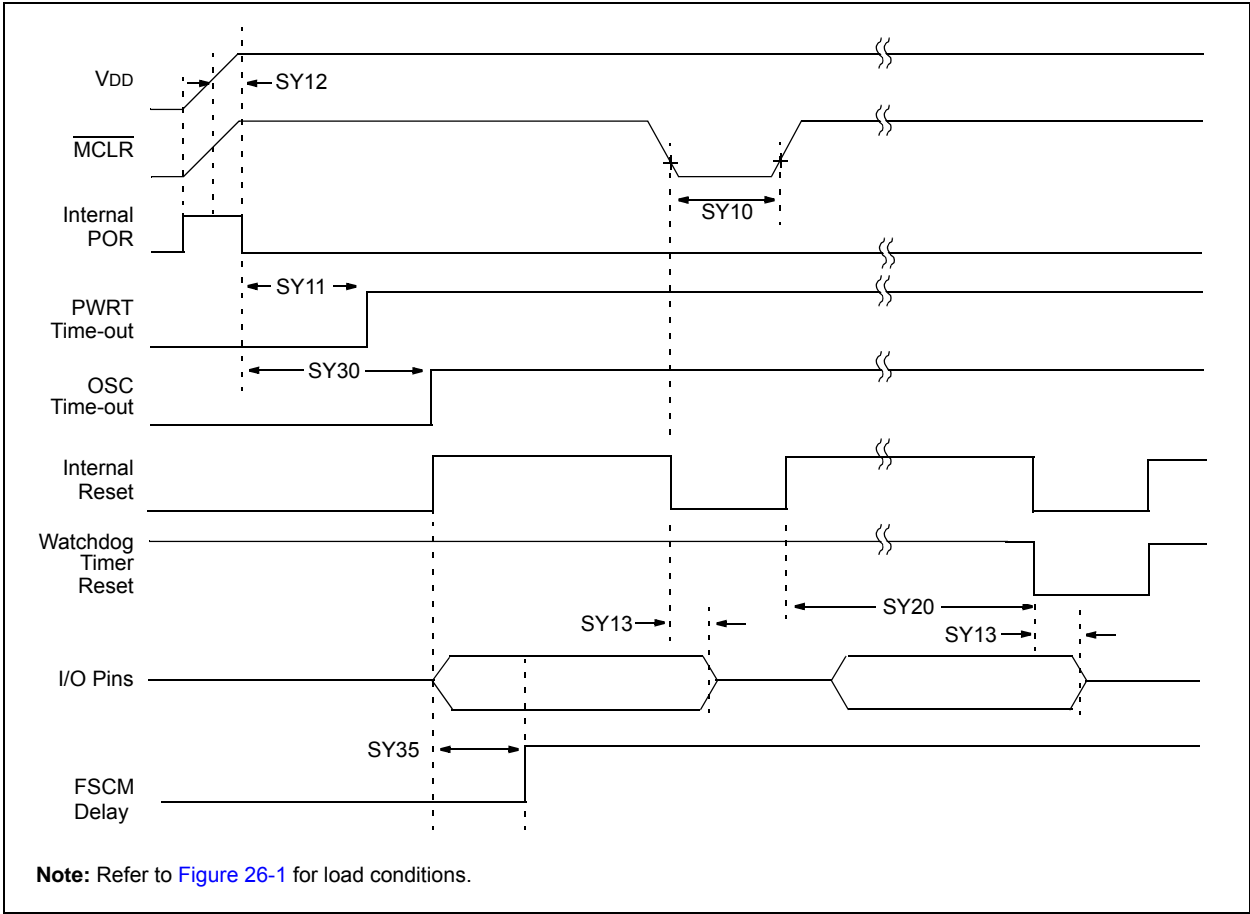 VDD
SY12
MCLR
SY10
Internal
POR
SY11
PWRT
Time-out
SY30
OSC
Time-out
Internal
Reset
Watchdog
Timer
Reset
SY20
SY13
SY13
I/O Pins
SY35
FSCM
Delay
Note: Refer to Figure 26-1 for load conditions.